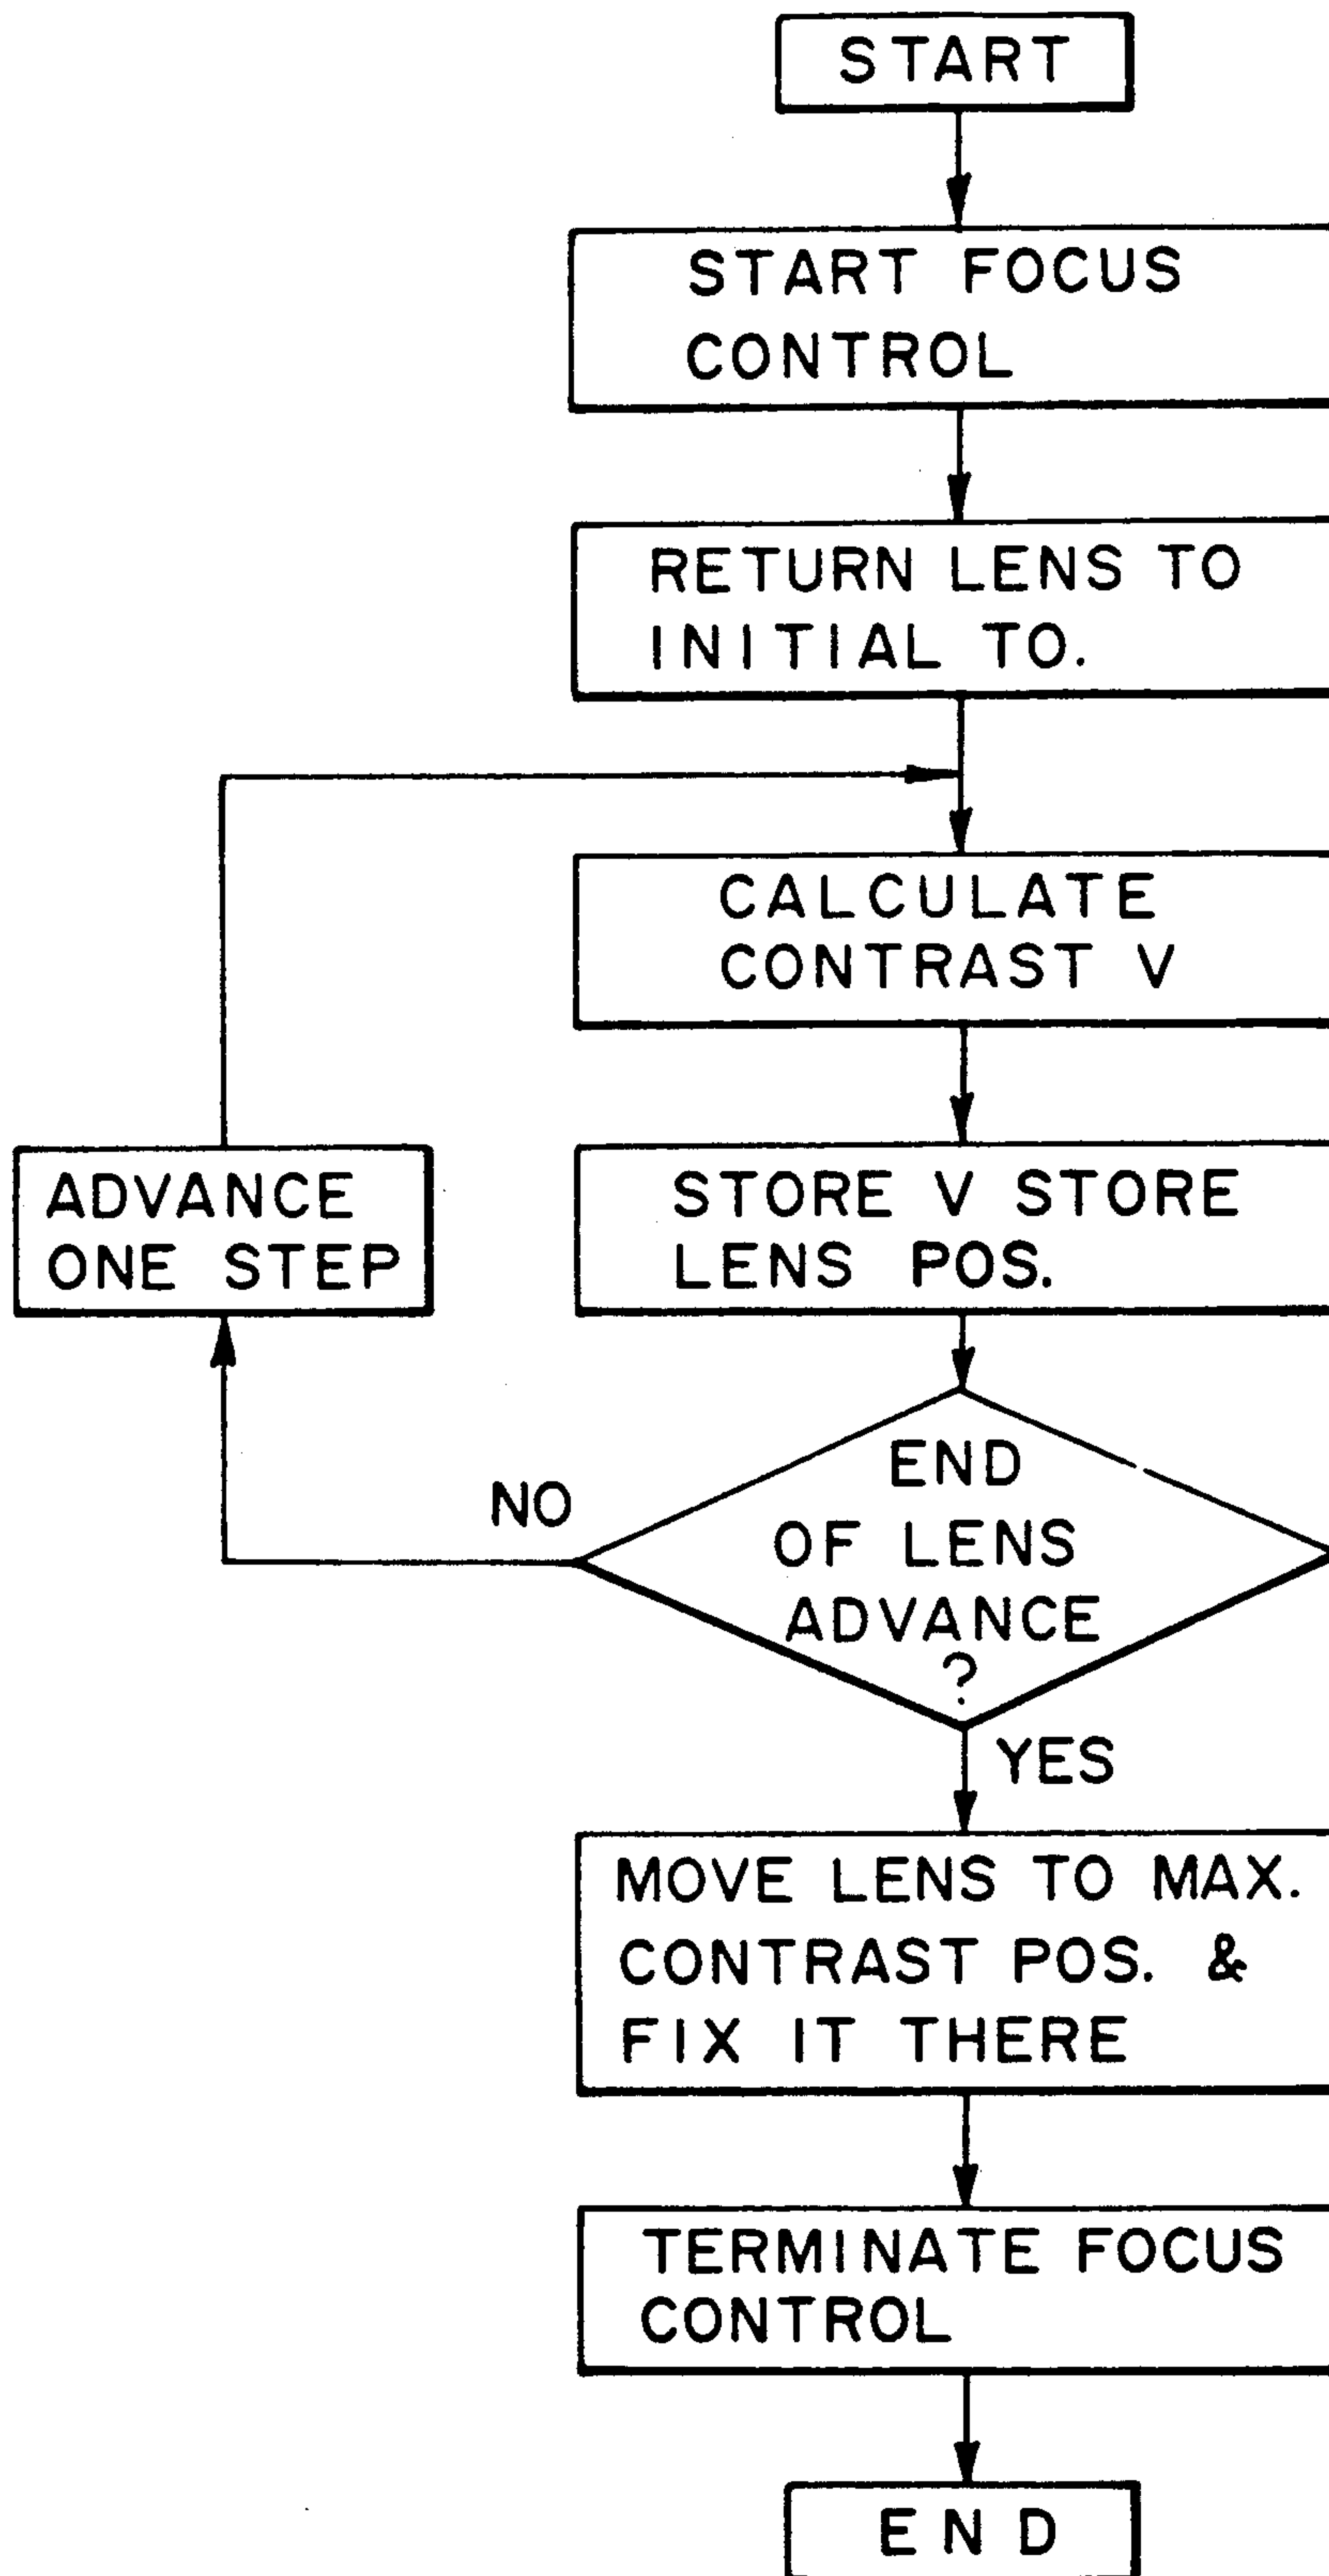 START
START FOCUS
CONTROL
RETURN LENS TO
INITIAL TO.
CALCULATE
CONTRAST V
ADVANCE
ONE STEP
STORE V STORE
LENS POS.
NO
END
OF LENS
ADVANCE
?
YES
MOVE LENS TO MAX.
CONTRAST POS. &
FIX IT THERE
TERMINATE FOCUS
CONTROL
END